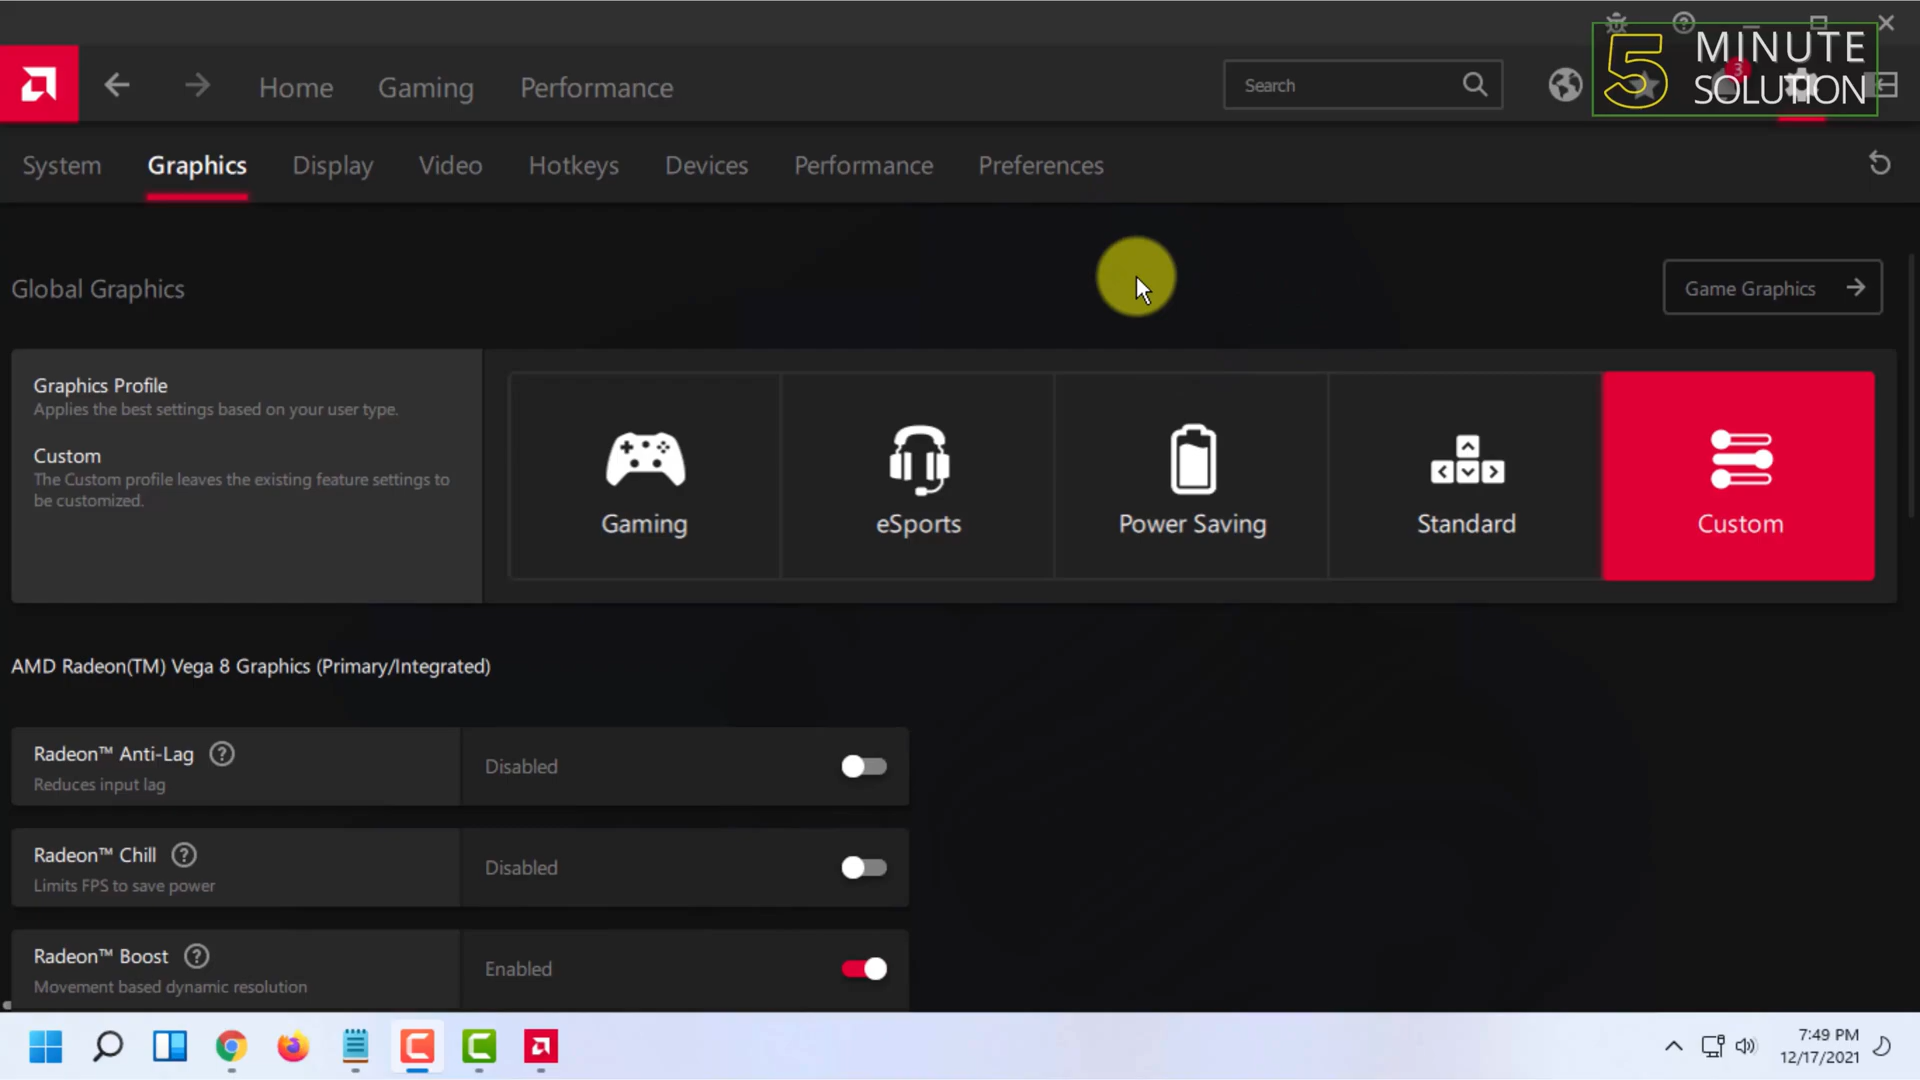 5 MINUTE
SOLUTION
3
Home Gaming Performance Search
System Graphics Display Video Hotkeys Devices Performance Preferences
Global Graphics
Game Graphics
Graphics Profile
Applies the best settings based on your user type.
Custom
The Custom profile leaves the existing feature settings to
be customized.
Gaming eSports Power Saving Standard Custom
AMD Radeon(TM) Vega 8 Graphics (Primary/Integrated)
Radeon™ Anti-Lag ?
Reduces input lag
Disabled
Radeon™ Chill ?
Limits FPS to save power
Disabled
Radeon™ Boost ?
Movement based dynamic resolution
Enabled
7:49 PM
12/17/2021